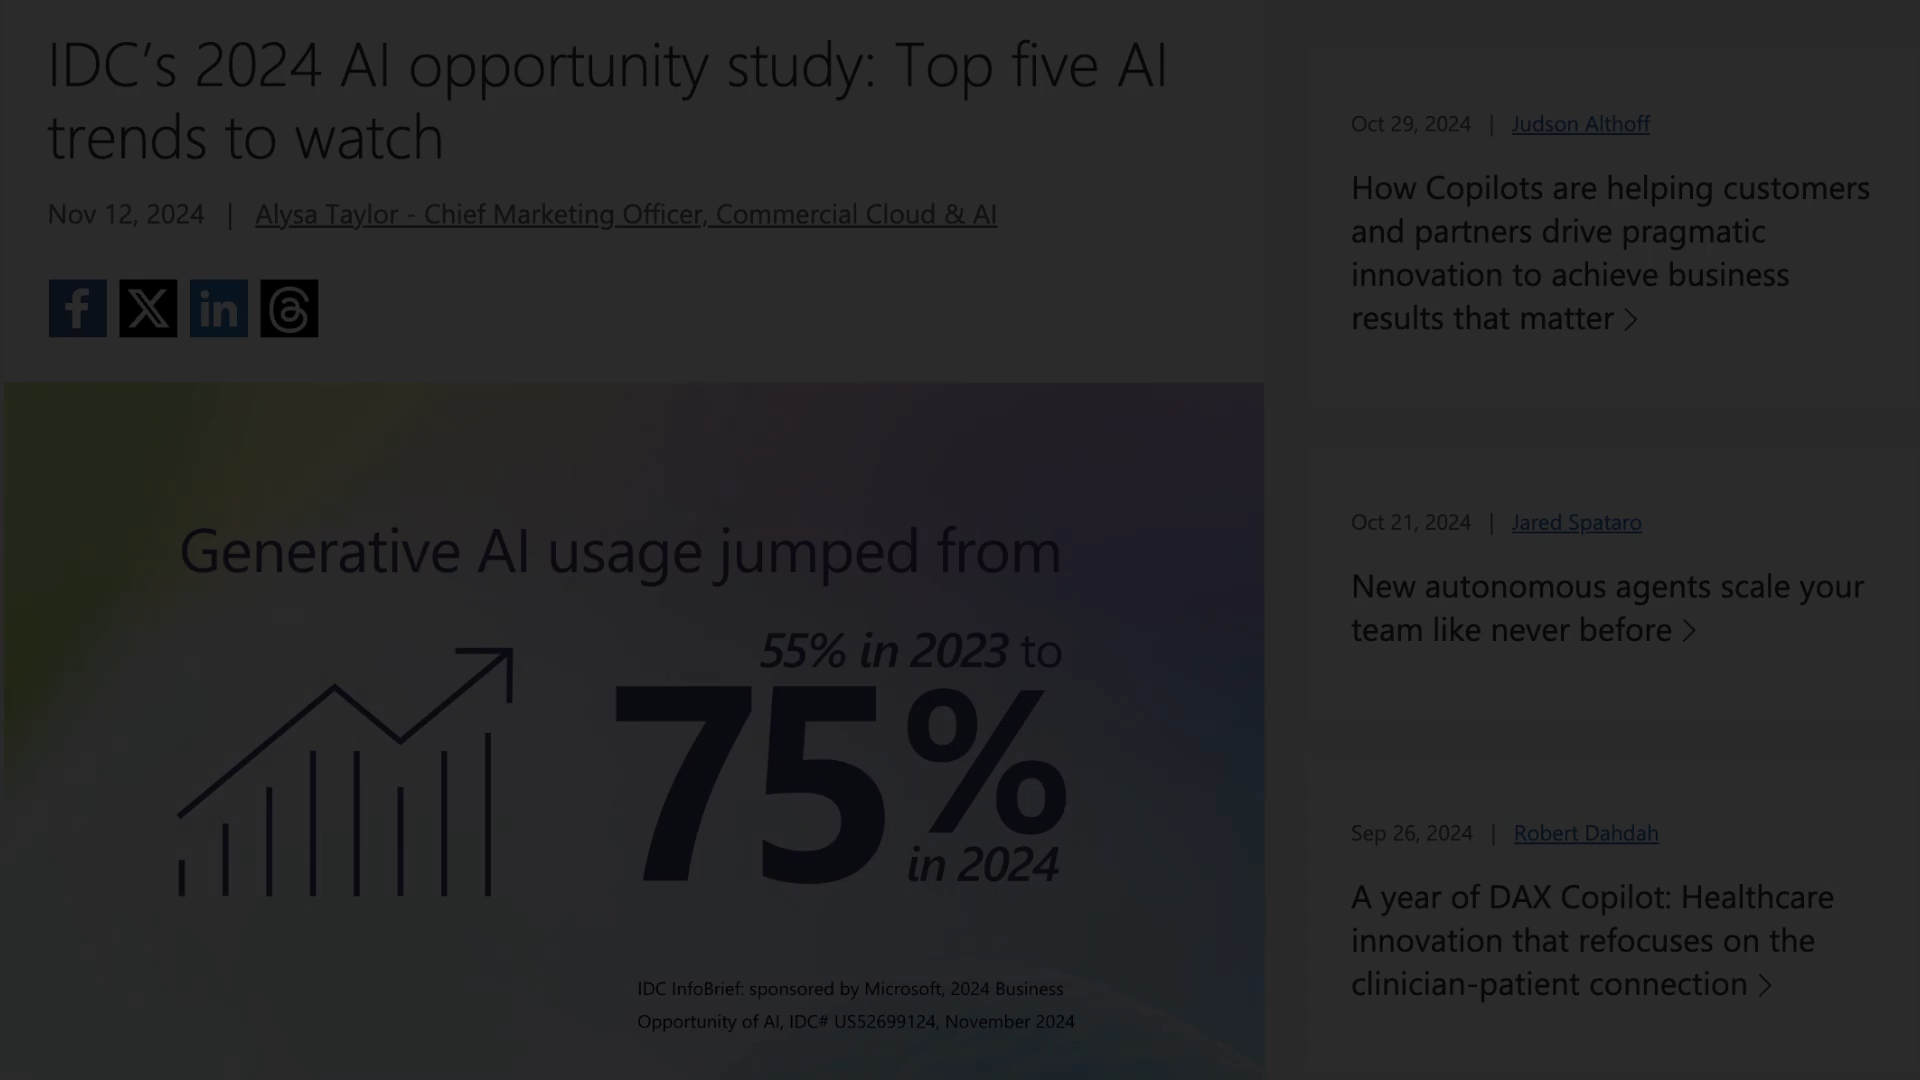 IDC’s 2024 AI opportunity study: Top five AI
trends to watch
Nov 12, 2024 | Alysa Taylor - Chief Marketing Officer, Commercial Cloud & AI
Generative AI usage jumped from
55% in 2023 to
75%
in 2024
IDC InfoBrief: sponsored by Microsoft, 2024 Business
Opportunity of AI, IDC# US52699124, November 2024
Oct 29, 2024 | Judson Althoff
How Copilots are helping customers
and partners drive pragmatic
innovation to achieve business
results that matter >
Oct 21, 2024 | Jared Spataro
New autonomous agents scale your
team like never before >
Sep 26, 2024 | Robert Dahdah
A year of DAX Copilot: Healthcare
innovation that refocuses on the
clinician-patient connection >